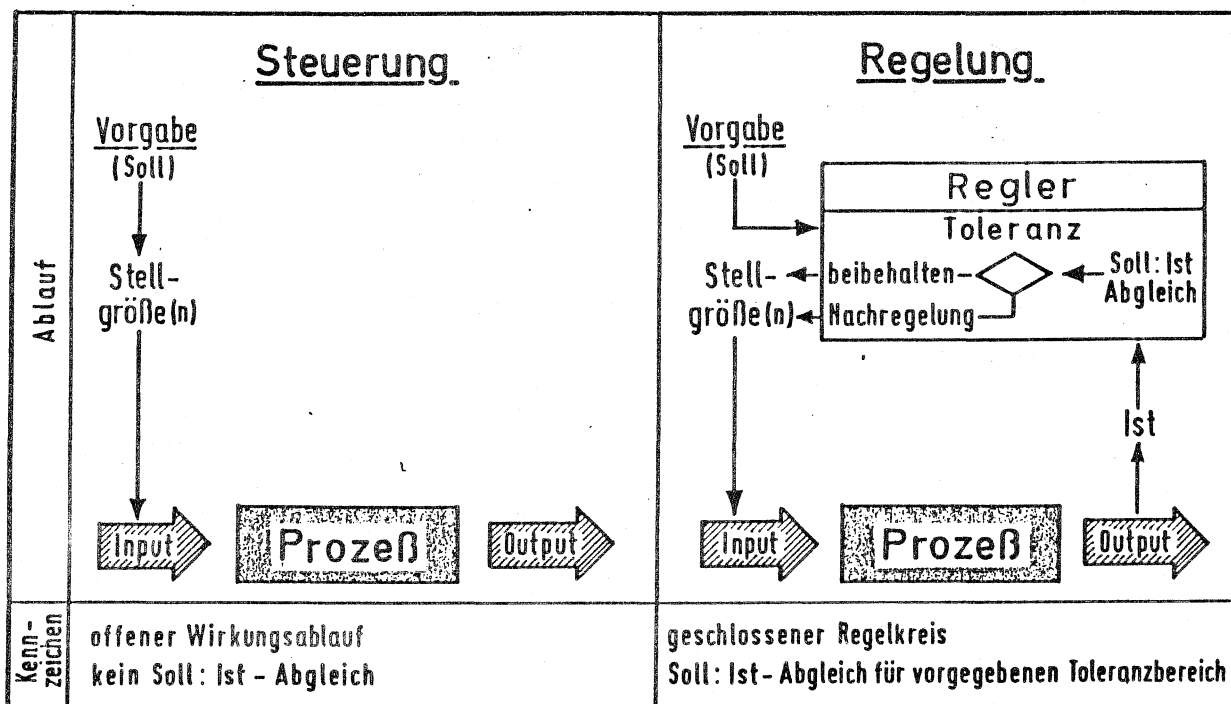 Steuerung
Vorgabe
(Soll)
Stell-
größe(n)
Input
Prozeß
Output
Regelung
Vorgabe
(Soll)
Regler
Toleranz
Stell-
größe(n)
beibehalten
Nachregelung
Soll: Ist
Abgleich
Ist
Input
Prozeß
Output
Ablauf
Kenn-
zeichen
offener Wirkungsablauf
kein Soll: Ist - Abgleich
geschlossener Regelkreis
Soll: Ist - Abgleich für vorgegebenen Toleranzbereich